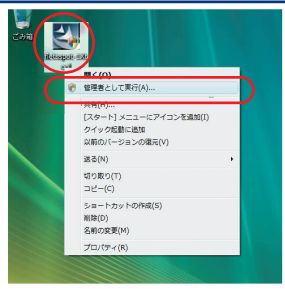 ごみ箱
開く(O)
管理者として実行(A)...
共有(H)...
[スタート] メニューにアイコンを追加(I)
クイック起動に追加
以前のバージョンの復元(V)
送る(N)
切り取り(T)
コピー(C)
ショートカットの作成(S)
削除(D)
名前の変更(M)
プロパティ(R)